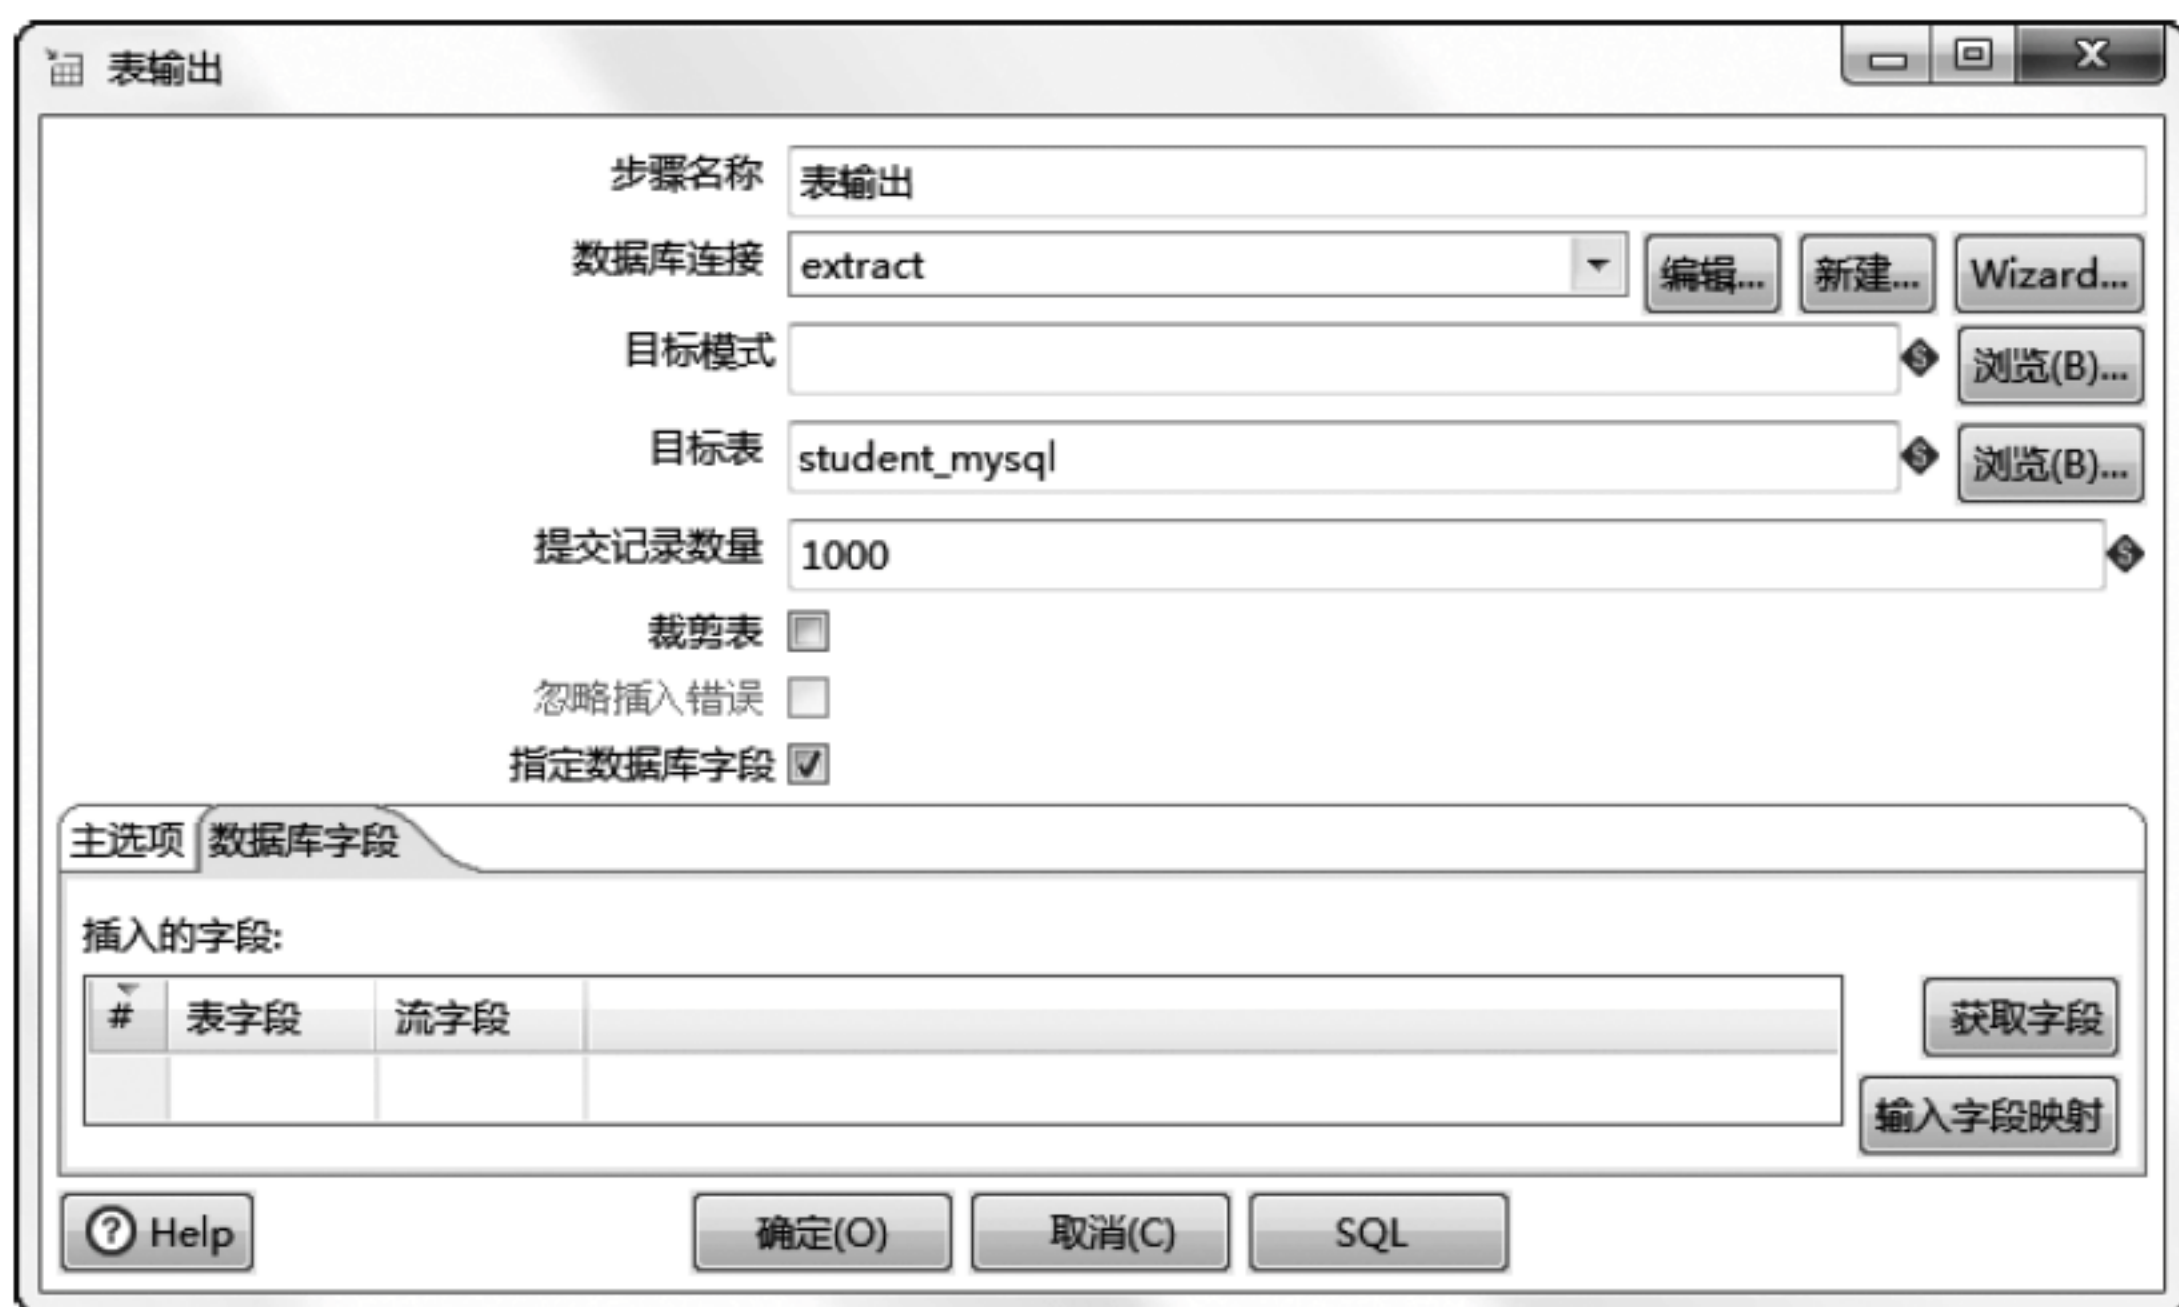 表输出
步骤名称 表输出
数据库连接 extract 编辑... 新建... Wizard...
目标模式 浏览(B)...
目标表 student_mysql 浏览(B)...
提交记录数量 1000
裁剪表
忽略插入错误
指定数据库字段
主选项 数据库字段
插入的字段:
# 表字段 流字段 获取字段
输入字段映射
Help 确定(O) 取消(C) SQL